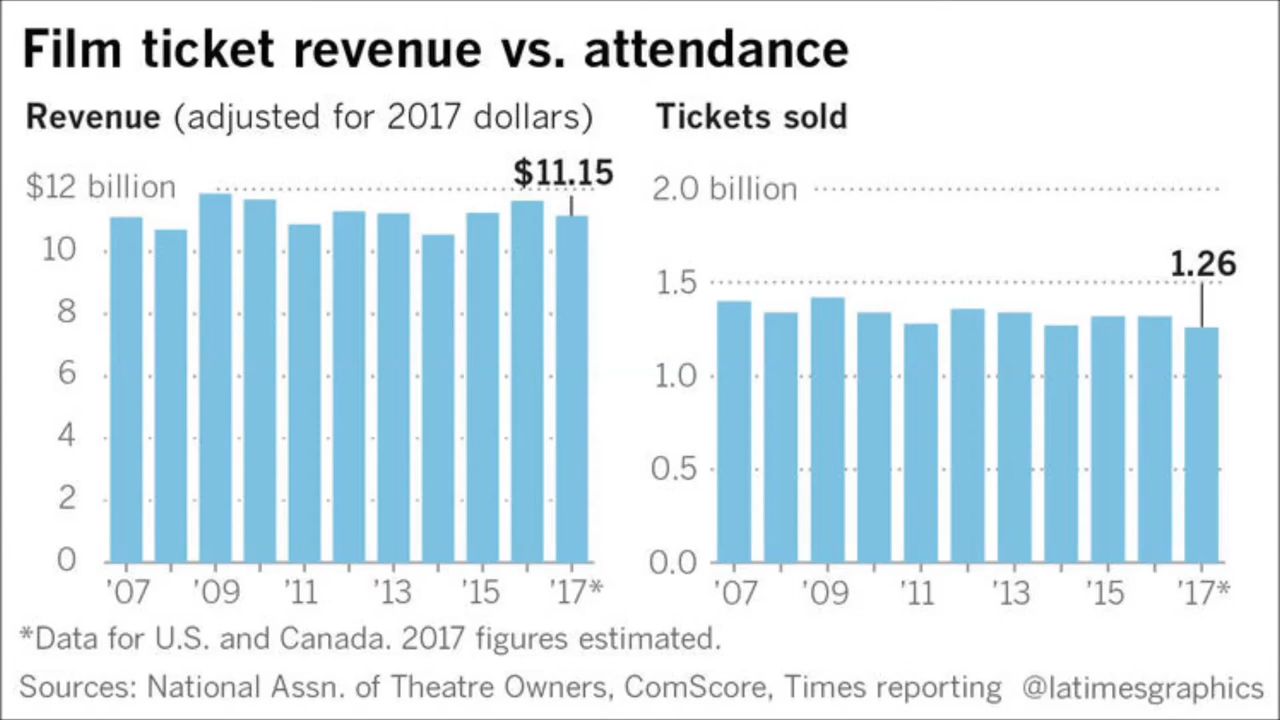 Film ticket revenue vs. attendance
Revenue (adjusted for 2017 dollars)
$12 billion
$11.15
10
8
6
4
2
0
’07 ’09 ’11 ’13 ’15 ’17*
Tickets sold
2.0 billion
1.26
1.5
1.0
0.5
0.0
’07 ’09 ’11 ’13 ’15 ’17*
*Data for U.S. and Canada. 2017 figures estimated.
Sources: National Assn. of Theatre Owners, ComScore, Times reporting @latimesgraphics